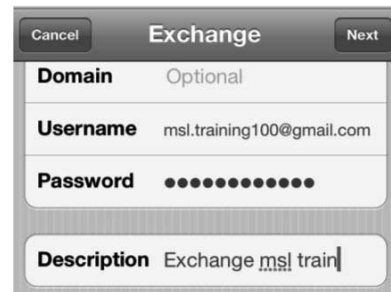 Cancel Exchange Next
Domain Optional
Username msl.training100@gmail.com
Password ●●●●●●●●●●●●
Description Exchange msl train